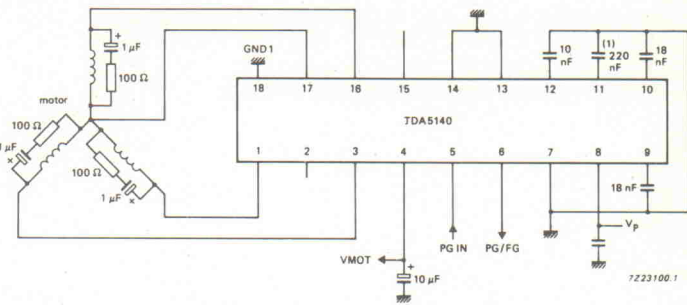 +
1 μF
100 Ω
motor
100 Ω
1 μF
100 Ω
1 μF
GND1
10
nF
(1)
220
nF
18
nF
18 17 16 15 14 13 12 11 10
TDA5140
1 2 3 4 5 6 7 8 9
18 nF
VMOT
+
10 μF
PG IN
PG/FG
VP
7Z23100.1